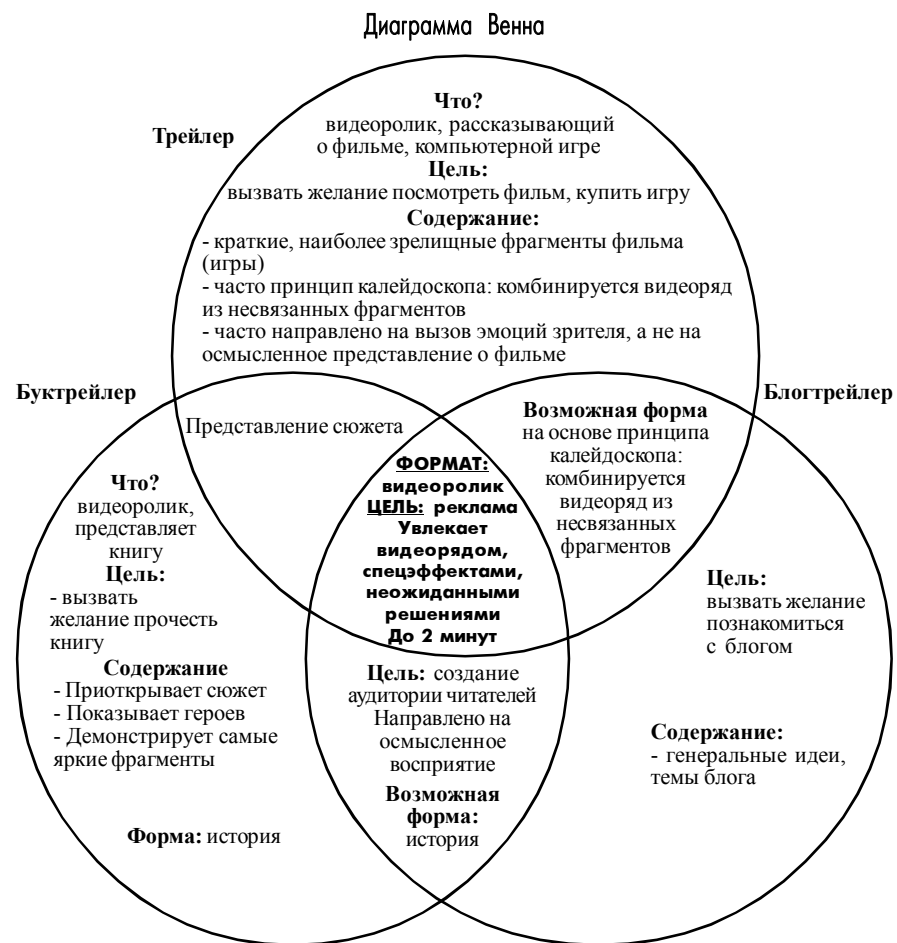 Диаграмма Венна
Трейлер
Что?
видеоролик, рассказывающий
о фильме, компьютерной игре
Цель:
вызвать желание посмотреть фильм, купить игру
Содержание:
- краткие, наиболее зрелищные фрагменты фильма
(игры)
- часто принцип калейдоскопа: комбинируется видеоряд
из несвязанных фрагментов
- часто направлено на вызов эмоций зрителя, а не на
осмысленное представление о фильме
Буктрейлер
Блогтрейлер
Представление сюжета
Возможная форма
на основе принципа
калейдоскопа:
комбинируется
видеоряд из
несвязанных
фрагментов
ФОРМАТ:
видеоролик
ЦЕЛЬ: реклама
Увлекает
видеорядом,
спецэффектами,
неожиданными
решениями
До 2 минут
Что?
видеоролик,
представляет
книгу
Цель:
- вызвать
желание прочесть
книгу
Содержание
- Приоткрывает сюжет
- Показывает героев
- Демонстрирует самые
яркие фрагменты
Форма: история
Цель: создание
аудитории читателей
Направлено на
осмысленное
восприятие
Возможная
форма:
история
Цель:
вызвать желание
познакомиться
с блогом
Содержание:
- генеральные идеи,
темы блога